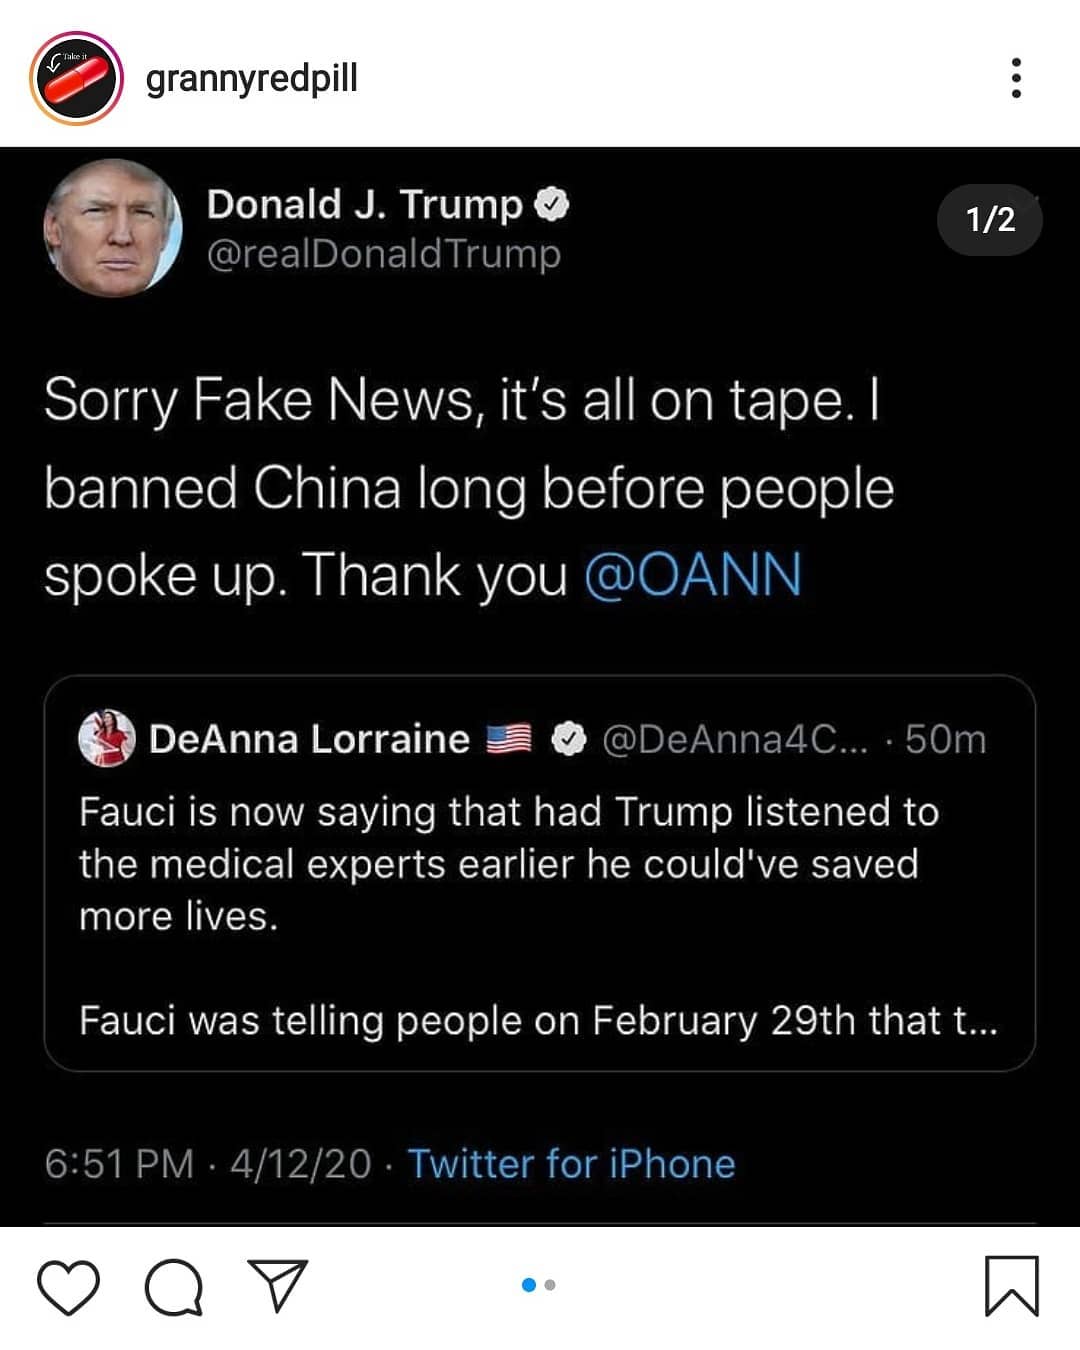 Take it
grannyredpill
Donald J. Trump
@realDonaldTrump
1/2
Sorry Fake News, it's all on tape. I
banned China long before people
spoke up. Thank you @OANN
DeAnna Lorraine 🇺🇸 @DeAnna4C... · 50m
Fauci is now saying that had Trump listened to
the medical experts earlier he could've saved
more lives.
Fauci was telling people on February 29th that t...
6:51 PM · 4/12/20 · Twitter for iPhone